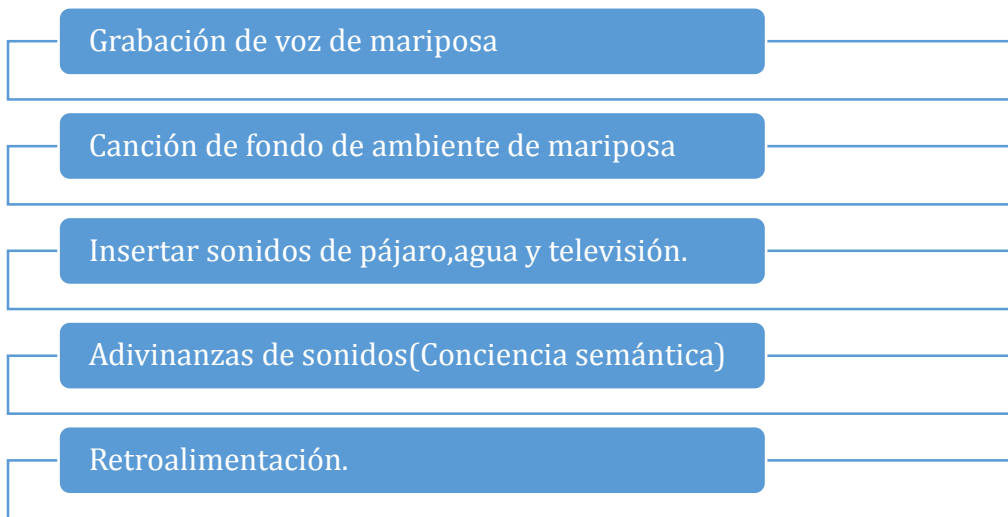 Grabación de voz de mariposa
Canción de fondo de ambiente de mariposa
Insertar sonidos de pájaro,agua y televisión.
Adivinanzas de sonidos(Conciencia semántica)
Retroalimentación.